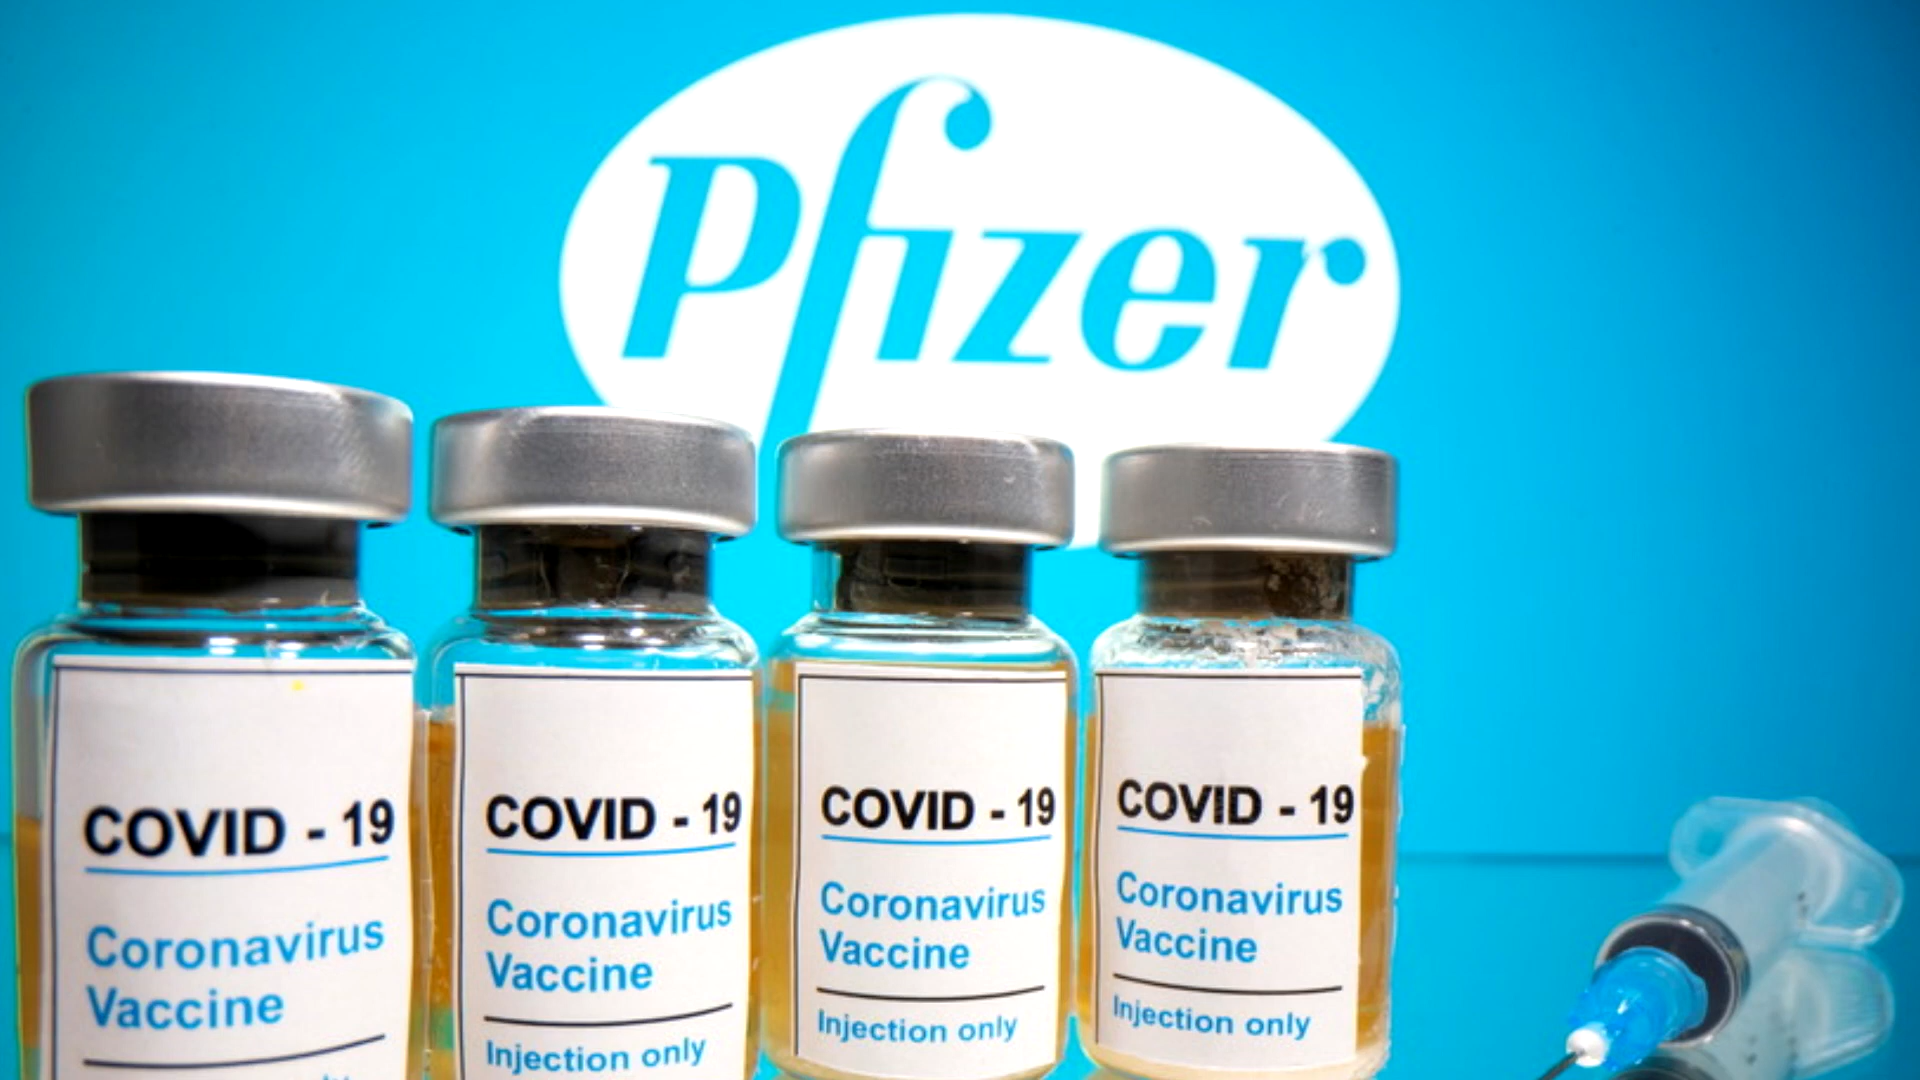 Pfizer
COVID - 19
Coronavirus
Vaccine
COVID - 19
Coronavirus
Vaccine
Injection only
COVID - 19
Coronavirus
Vaccine
Injection only
COVID - 19
Coronavirus
Vaccine
Injection only